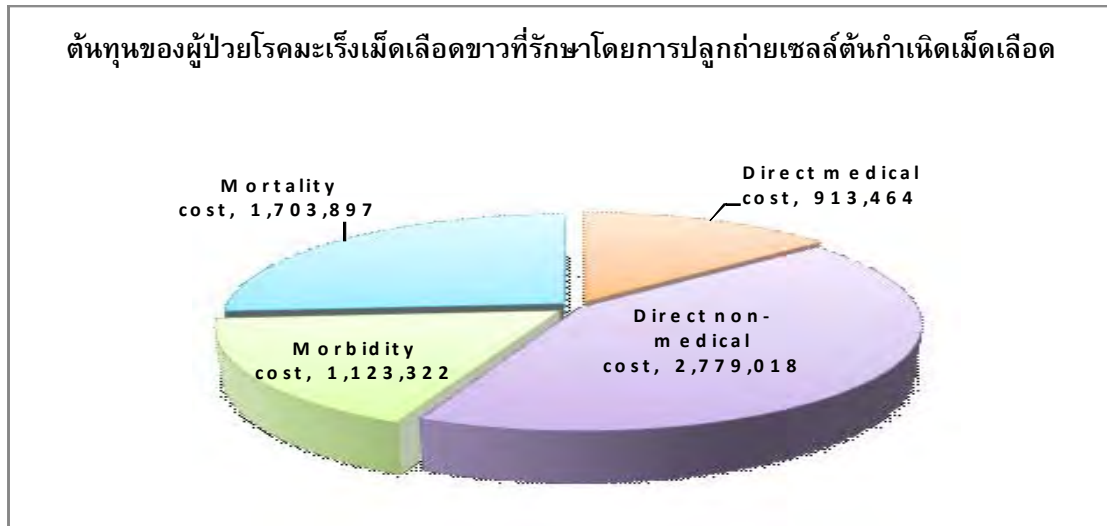 ต้นทุนของผู้ป่วยโรคมะเร็งเม็ดเลือดขาวที่รักษาโดยการปลูกถ่ายเซลล์ต้นกำเนิดเม็ดเลือด
Direct medical
cost, 913,464
Mortality
cost, 1,703,897
Direct non-
medical
cost, 2,779,018
Morbidity
cost, 1,123,322